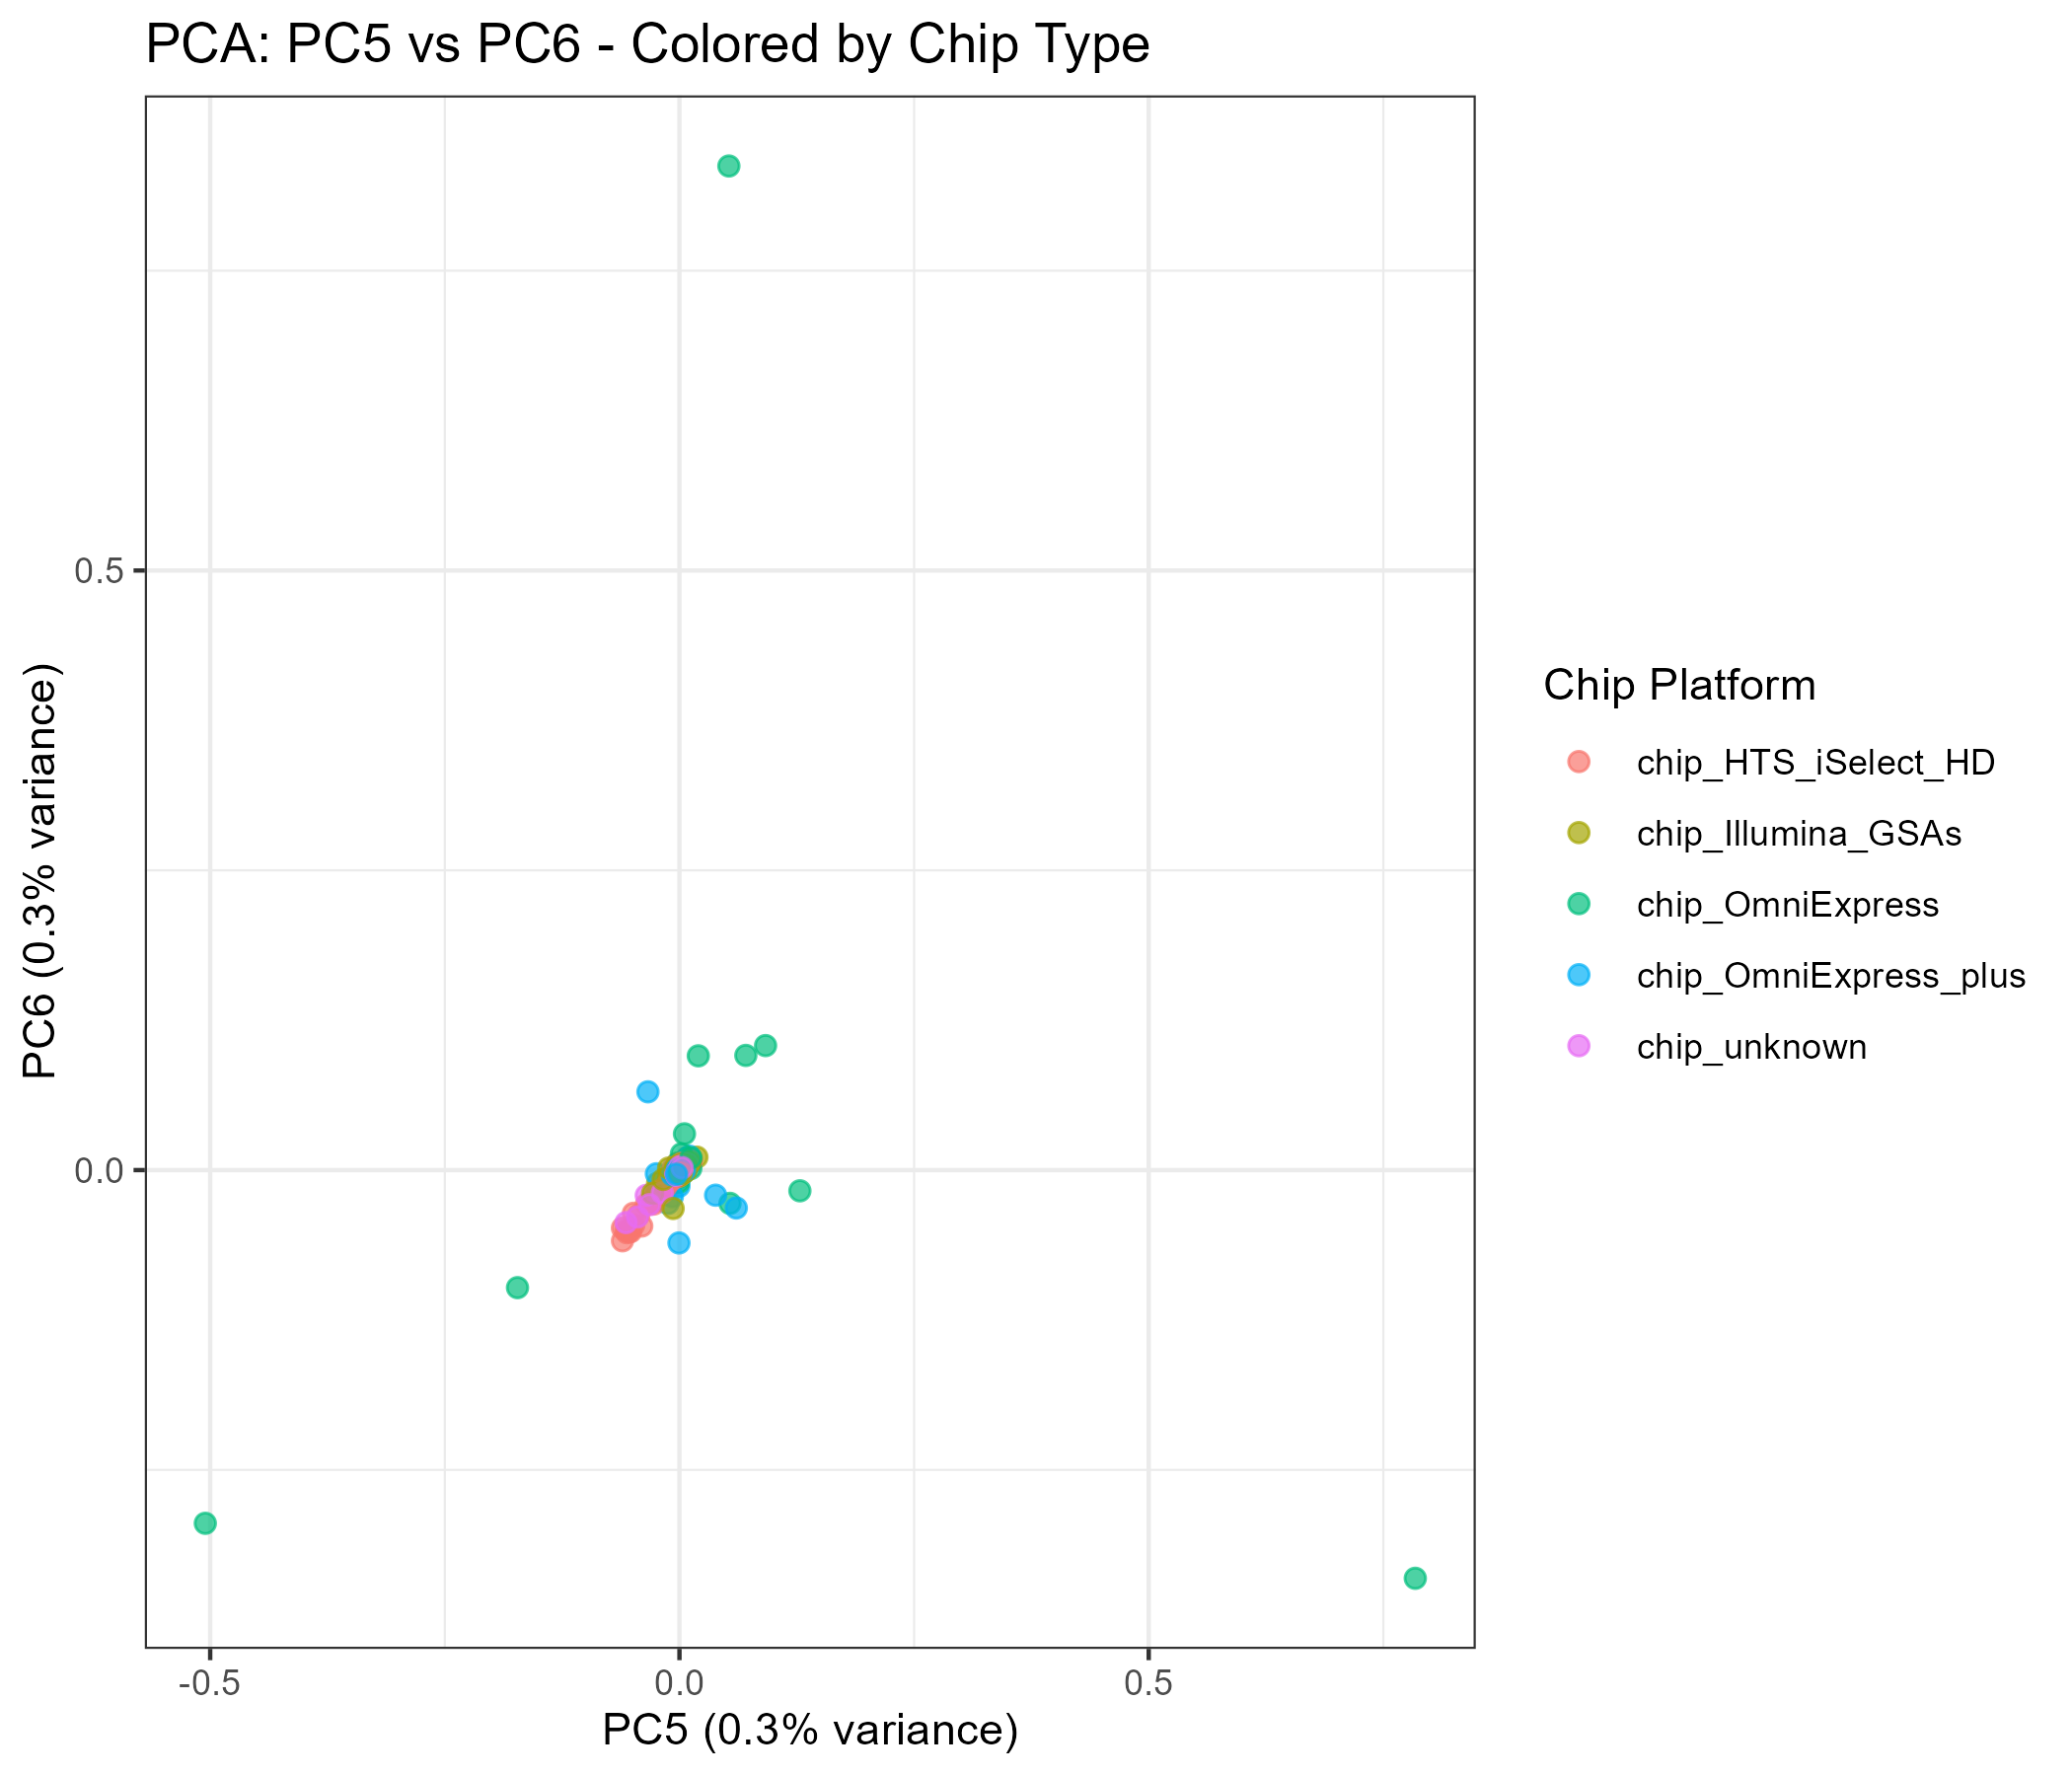 PCA: PC5 vs PC6 - Colored by Chip Type
PC6 (0.3% variance)
0.5
0.0
-0.5
0.0
0.5
PC5 (0.3% variance)
Chip Platform
chip_HTS_iSelect_HD
chip_Illumina_GSAs
chip_OmniExpress
chip_OmniExpress_plus
chip_unknown